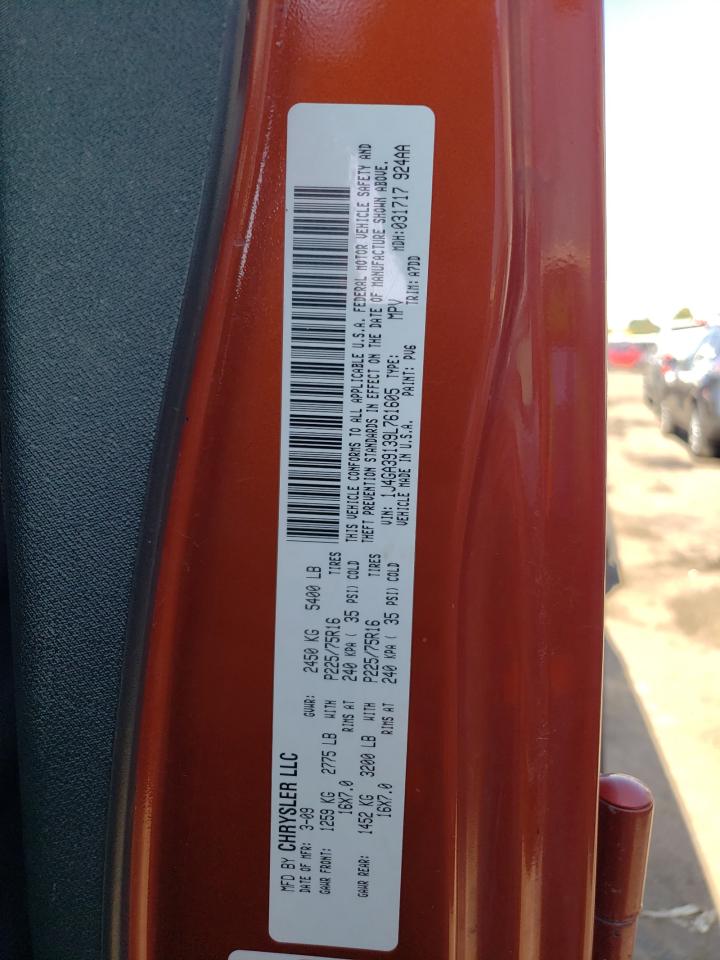 MFD BY CHRYSLER LLC
DATE OF MFR: 3-09 GVWR: 2450 KG 5400 LB
GAWR FRONT: 1259 KG 2775 LB WITH P225/75R16 TIRES
16X7.0 RIMS AT 240 KPA ( 35 PSI) COLD
GAWR REAR: 1452 KG 3200 LB WITH P225/75R16 TIRES
16X7.0 RIMS AT 240 KPA ( 35 PSI) COLD
THIS VEHICLE CONFORMS TO ALL APPLICABLE U.S.A. FEDERAL MOTOR VEHICLE SAFETY AND
THEFT PREVENTION STANDARDS IN EFFECT ON THE DATE OF MANUFACTURE SHOWN ABOVE.
VIN: 1J4GA39139L761605 TYPE: MPV MDH:031717 924AA
VEHICLE MADE IN U.S.A. PAINT: PVG TRIM: A7DD